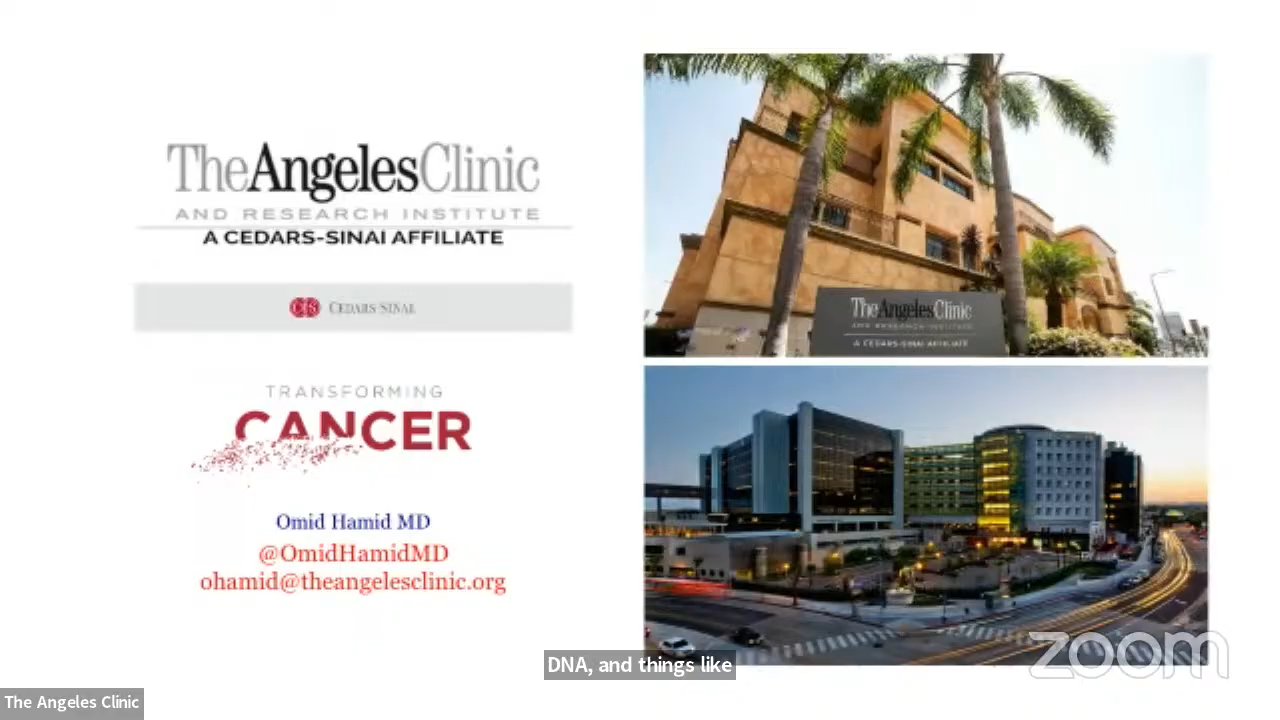 TheAngelesClinic
AND RESEARCH INSTITUTE
A CEDARS-SINAI AFFILIATE
CEDARS-SINAI
TRANSFORMING
CANCER
Omid Hamid MD
@OmidHamidMD
ohamid@theangelesclinic.org
TheAngelesClinic
AND RESEARCH INSTITUTE
A CEDARS-SINAI AFFILIATE
zoom
DNA, and things like
The Angeles Clinic